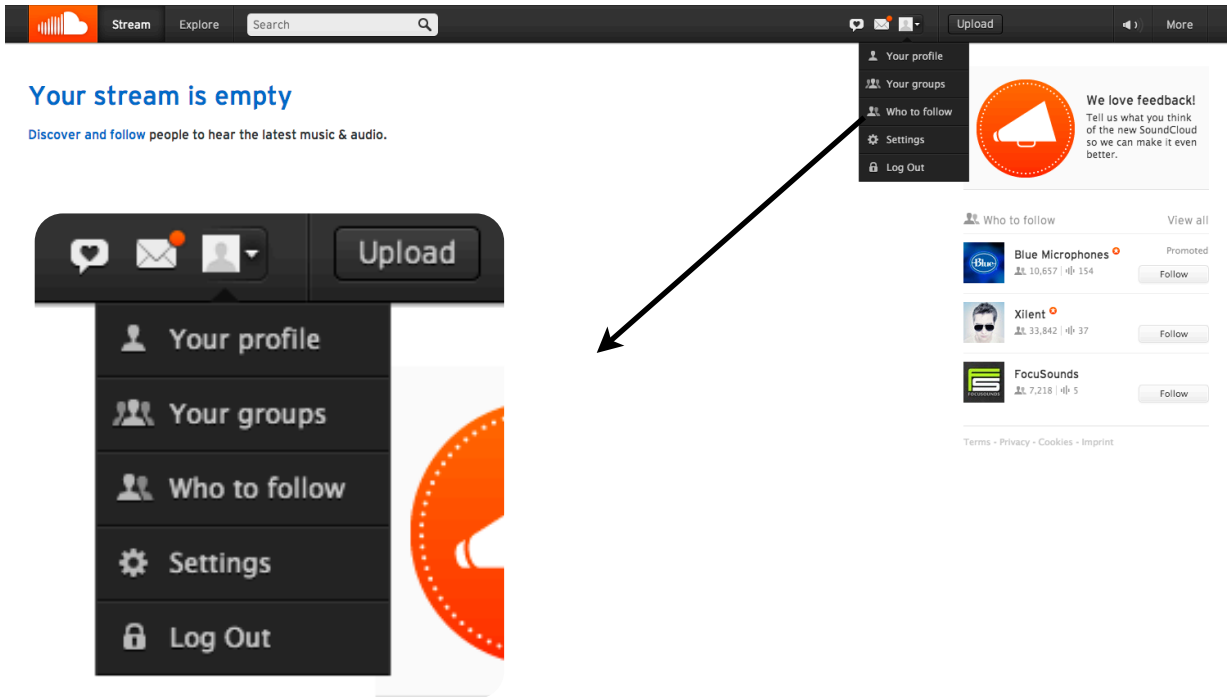 Stream
Explore
Search
Upload
More
Your profile
Your groups
Who to follow
Settings
Log Out
Your stream is empty
Discover and follow people to hear the latest music & audio.
We love feedback!
Tell us what you think
of the new SoundCloud
so we can make it even
better.
Who to follow
View all
Blue Microphones
Promoted
Blue
10,657 154
Follow
Xilent
33,842 37
Follow
FocuSounds
FOCUSOUNDS
7,218 5
Follow
Terms - Privacy - Cookies - Imprint
Upload
Your profile
Your groups
Who to follow
Settings
Log Out